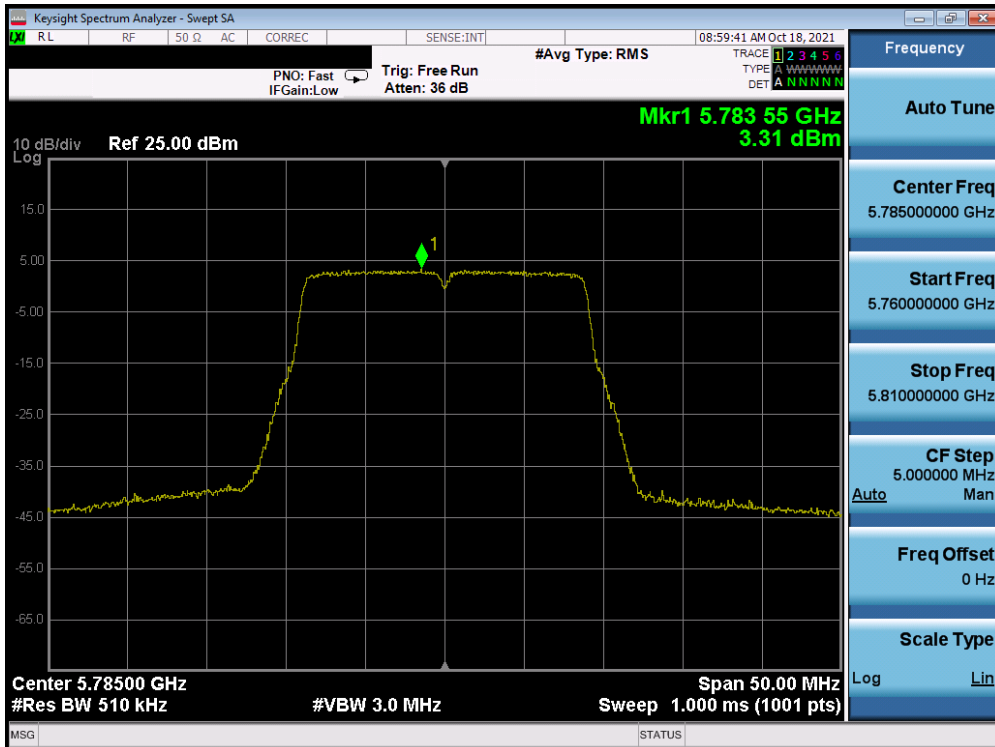 Keysight Spectrum Analyzer - Swept SA
LXI RL RF 50 Ω AC CORREC SENSE:INT 08:59:41 AM Oct 18, 2021
#Avg Type: RMS TRACE 1 2 3 4 5 6
PNO: Fast Trig: Free Run TYPE A WWWWW
IFGain:Low Atten: 36 dB DET A N N N N N
Mkr1 5.783 55 GHz
10 dB/div Ref 25.00 dBm 3.31 dBm
Log
15.0
1
5.00
-5.00
-15.0
-25.0
-35.0
-45.0
-55.0
-65.0
Center 5.78500 GHz Span 50.00 MHz
#Res BW 510 kHz #VBW 3.0 MHz Sweep 1.000 ms (1001 pts)
MSG STATUS
Frequency
Auto Tune
Center Freq
5.785000000 GHz
Start Freq
5.760000000 GHz
Stop Freq
5.810000000 GHz
CF Step
5.000000 MHz
Auto Man
Freq Offset
0 Hz
Scale Type
Log Lin